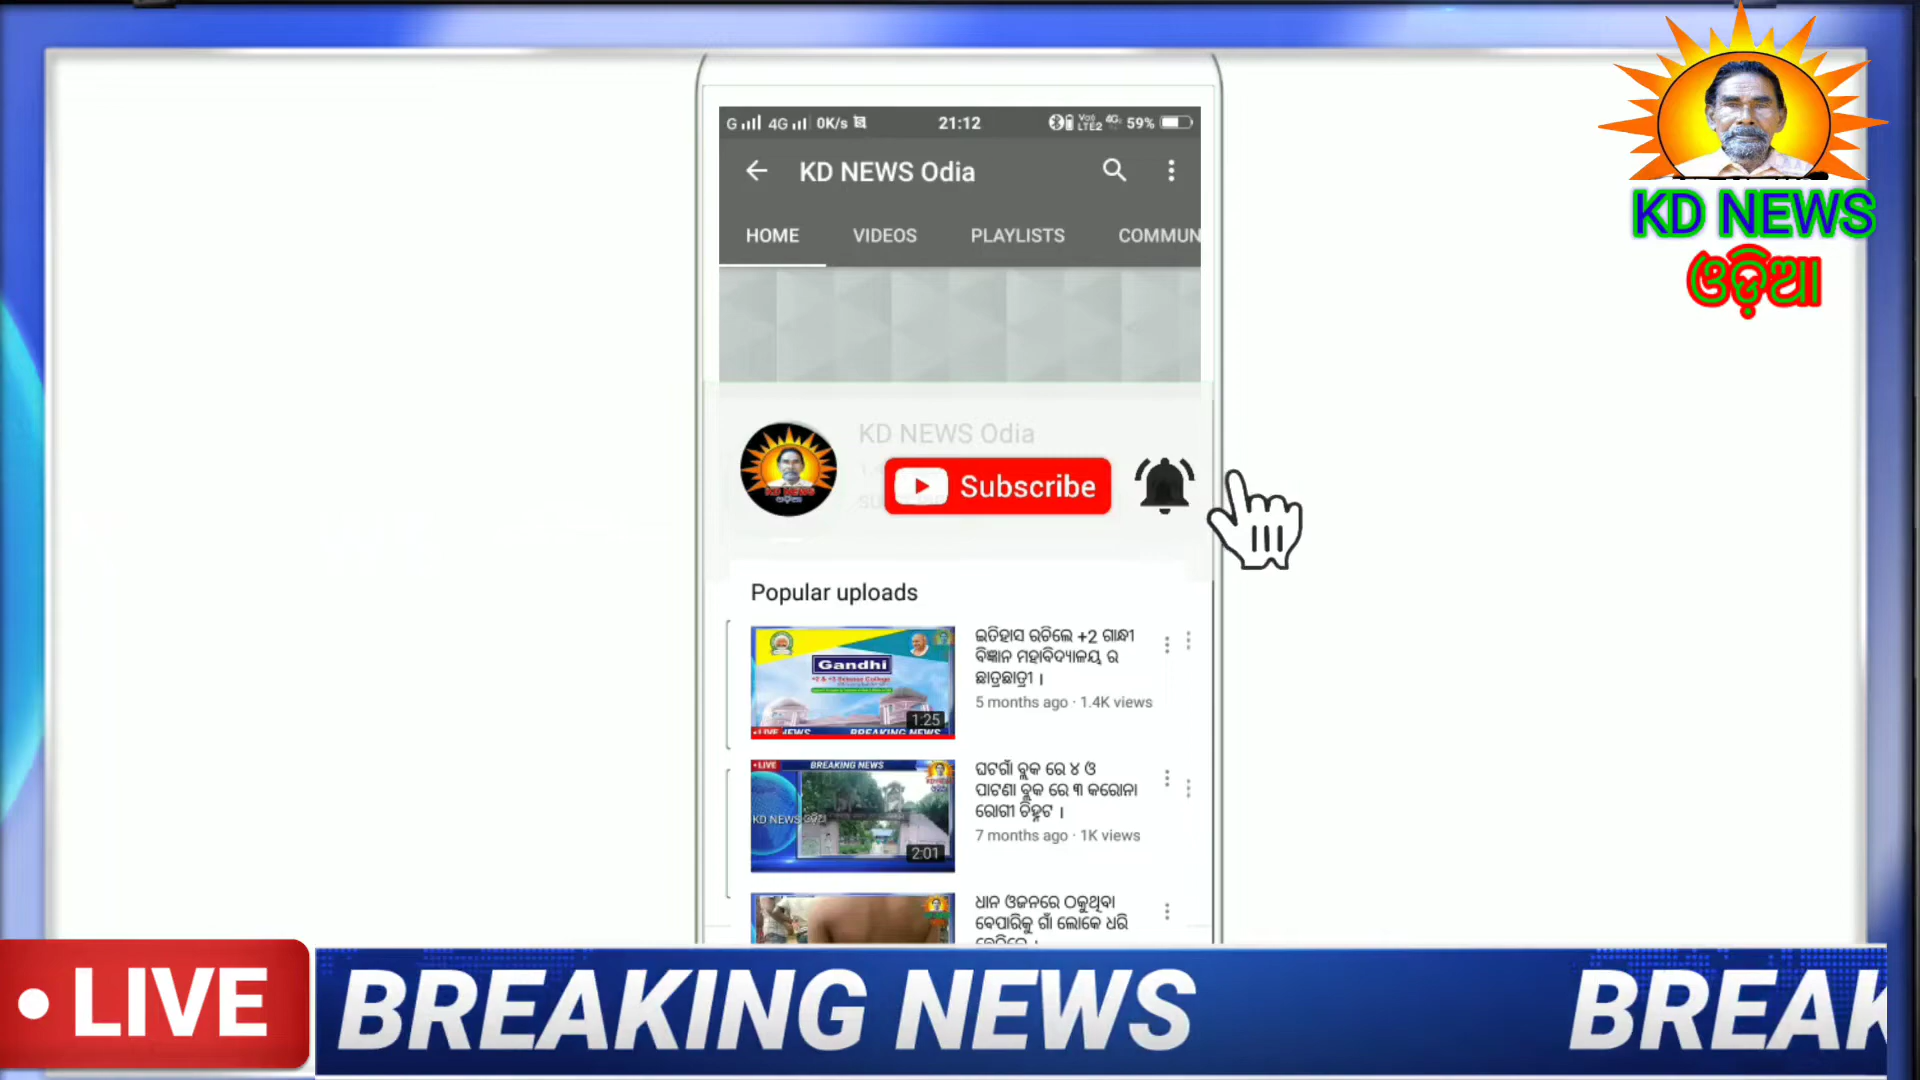 G 4G 0K/s 21:12 LTE2 4G 59%
KD NEWS Odia
HOME VIDEOS PLAYLISTS COMMUN
KD NEWS
ଓଡ଼ିଆ
KD NEWS Odia
Subscribe
Popular uploads
Gandhi
1:25
ଇତିହାସ ରଚିଲେ +2 ଗାନ୍ଧୀ
ବିଜ୍ଞାନ ମହାବିଦ୍ୟାଳୟ ର
ଛାତ୍ରଛାତ୍ରୀ ।
5 months ago · 1.4K views
LIVE BREAKING NEWS
KD NEWS ଓଡ଼ିଆ
2:01
ଘଟଗାଁ ବ୍ଲକ ରେ ୪ ଓ
ପାଟଣା ବ୍ଲକ ରେ ୩ କରୋନା
ରୋଗୀ ଚିହ୍ନଟ ।
7 months ago · 1K views
ଧାନ ଓଜନରେ ଠକୁଥିବା
ବେପାରିକୁ ଗାଁ ଲୋକେ ଧରି
LIVE BREAKING NEWS BREAK